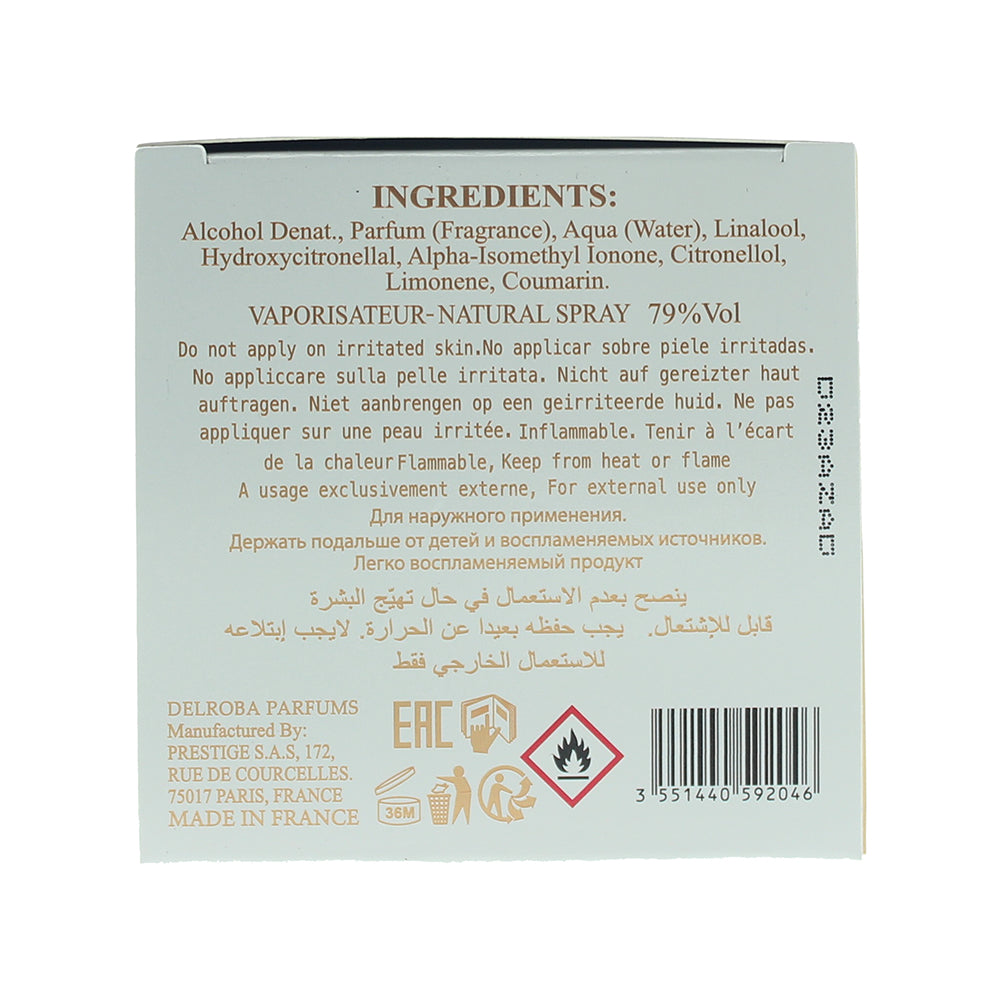 INGREDIENTS:
Alcohol Denat., Parfum (Fragrance), Aqua (Water), Linalool,
Hydroxycitronellal, Alpha-Isomethyl Ionone, Citronellol,
Limonene, Coumarin.
VAPORISATEUR-NATURAL SPRAY 79%Vol
Do not apply on irritated skin.No applicar sobre piele irritadas.
No appliccare sulla pelle irritata. Nicht auf gereizter haut
auftragen. Niet aanbrengen op een geirriteerde huid. Ne pas
appliquer sur une peau irritée. Inflammable. Tenir à l'écart
de la chaleur Flammable, Keep from heat or flame
A usage exclusivement externe, For external use only
Для наружного применения.
Держать подальше от детей и воспламеняемых источников.
Легко воспламеняемый продукт
ينصح بعدم الاستعمال في حال تهيّج البشرة
قابل للإشتعال. يجب حفظه بعيدا عن الحرارة. لايجب إبتلاعه
للاستعمال الخارجي فقط
DELROBA PARFUMS
Manufactured By:
PRESTIGE S.A.S, 172,
RUE DE COURCELLES.
75017 PARIS, FRANCE
MADE IN FRANCE
EAC
36M
3 551440 592046